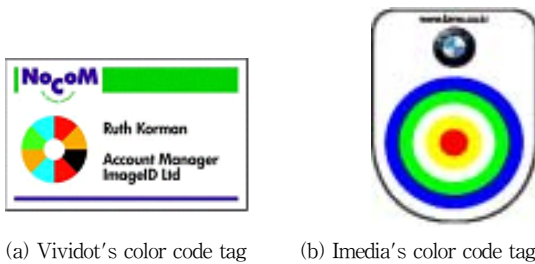 NoCoM
Ruth Korman
Account Manager
ImageID Ltd
(a) Vividot's color code tag
(b) Imedia's color code tag